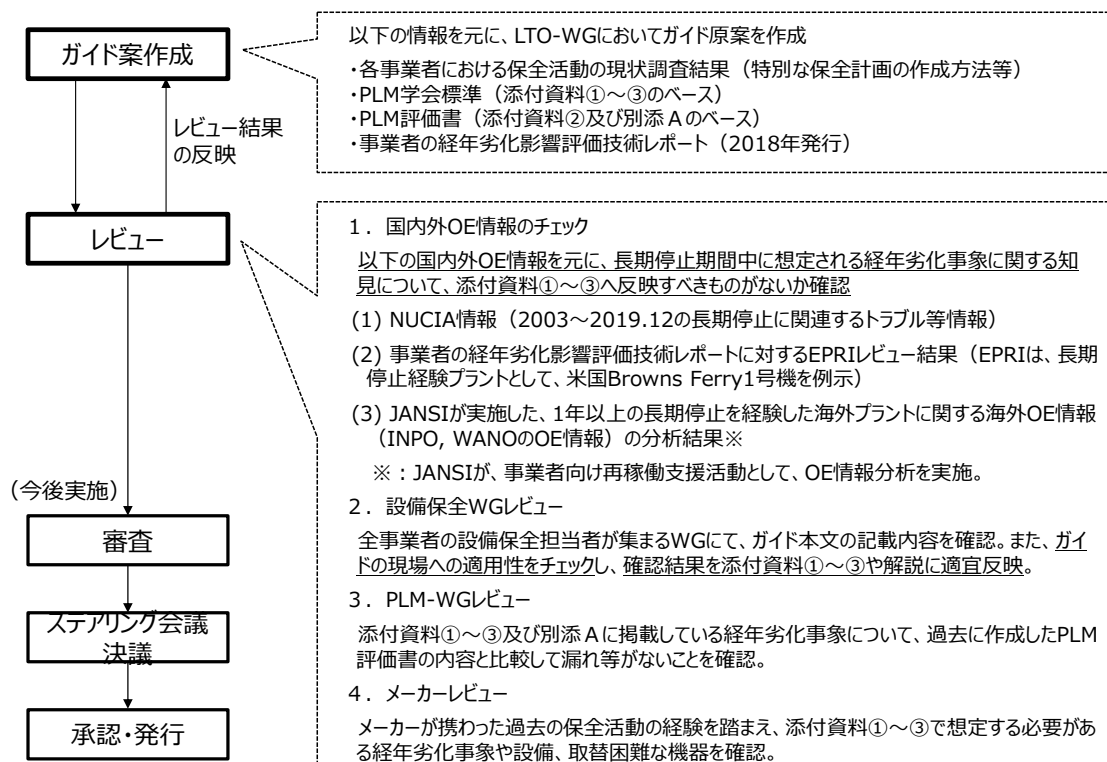 ガイド案作成
レビュー結果
の反映
レビュー
(今後実施)
審査
ステアリング会議
決議
承認・発行
以下の情報を元に、LTO-WGにおいてガイド原案を作成
・各事業者における保全活動の現状調査結果（特別な保全計画の作成方法等）
・PLM学会標準（添付資料①～③のベース）
・PLM評価書（添付資料②及び別添Ａのベース）
・事業者の経年劣化影響評価技術レポート（2018年発行）
１．国内外OE情報のチェック
以下の国内外OE情報を元に、長期停止期間中に想定される経年劣化事象に関する知
見について、添付資料①～③へ反映すべきものがないか確認
(1) NUCIA情報（2003～2019.12の長期停止に関連するトラブル等情報）
(2) 事業者の経年劣化影響評価技術レポートに対するEPRIレビュー結果（EPRIは、長期
停止経験プラントとして、米国Browns Ferry1号機を例示）
(3) JANSIが実施した、1年以上の長期停止を経験した海外プラントに関する海外OE情報
（INPO, WANOのOE情報）の分析結果※
※：JANSIが、事業者向け再稼働支援活動として、OE情報分析を実施。
２．設備保全WGレビュー
全事業者の設備保全担当者が集まるWGにて、ガイド本文の記載内容を確認。また、ガイ
ドの現場への適用性をチェックし、確認結果を添付資料①～③や解説に適宜反映。
３．PLM-WGレビュー
添付資料①～③及び別添Ａに掲載している経年劣化事象について、過去に作成したPLM
評価書の内容と比較して漏れ等がないことを確認。
４．メーカーレビュー
メーカーが携わった過去の保全活動の経験を踏まえ、添付資料①～③で想定する必要があ
る経年劣化事象や設備、取替困難な機器を確認。